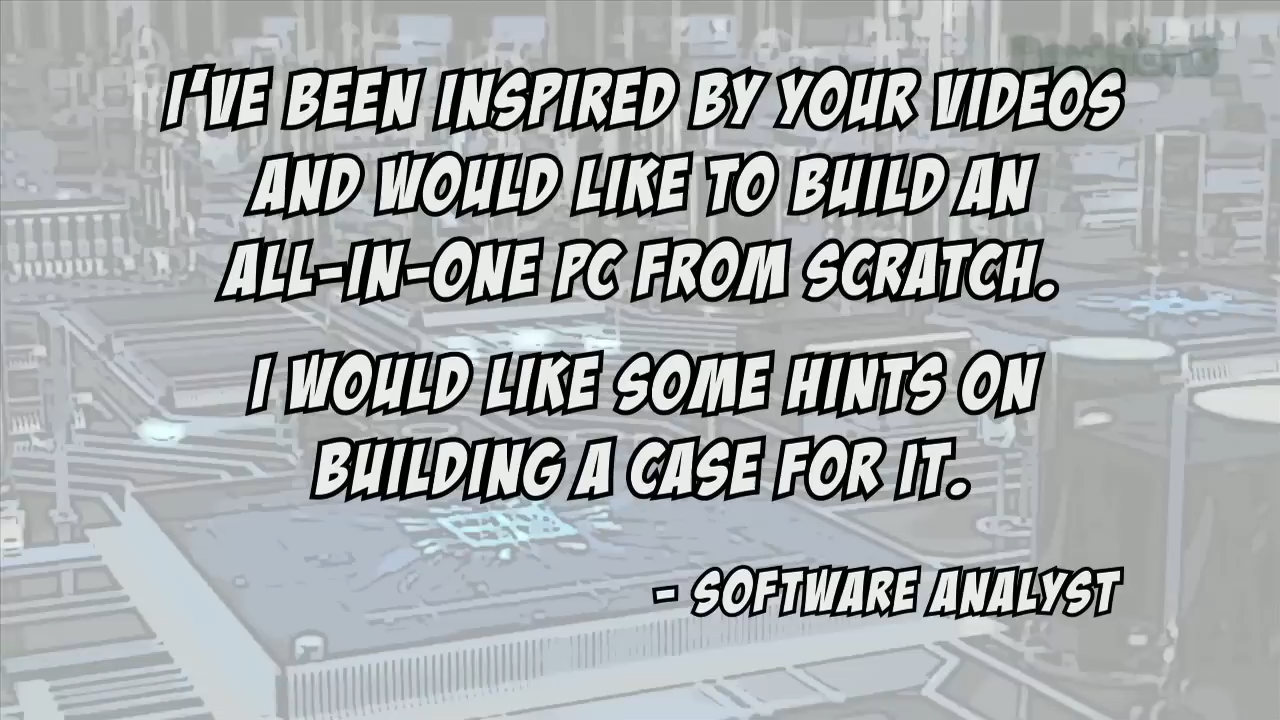 I'VE BEEN INSPIRED BY YOUR VIDEOS
AND WOULD LIKE TO BUILD AN
ALL-IN-ONE PC FROM SCRATCH.
I WOULD LIKE SOME HINTS ON
BUILDING A CASE FOR IT.
- SOFTWARE ANALYST